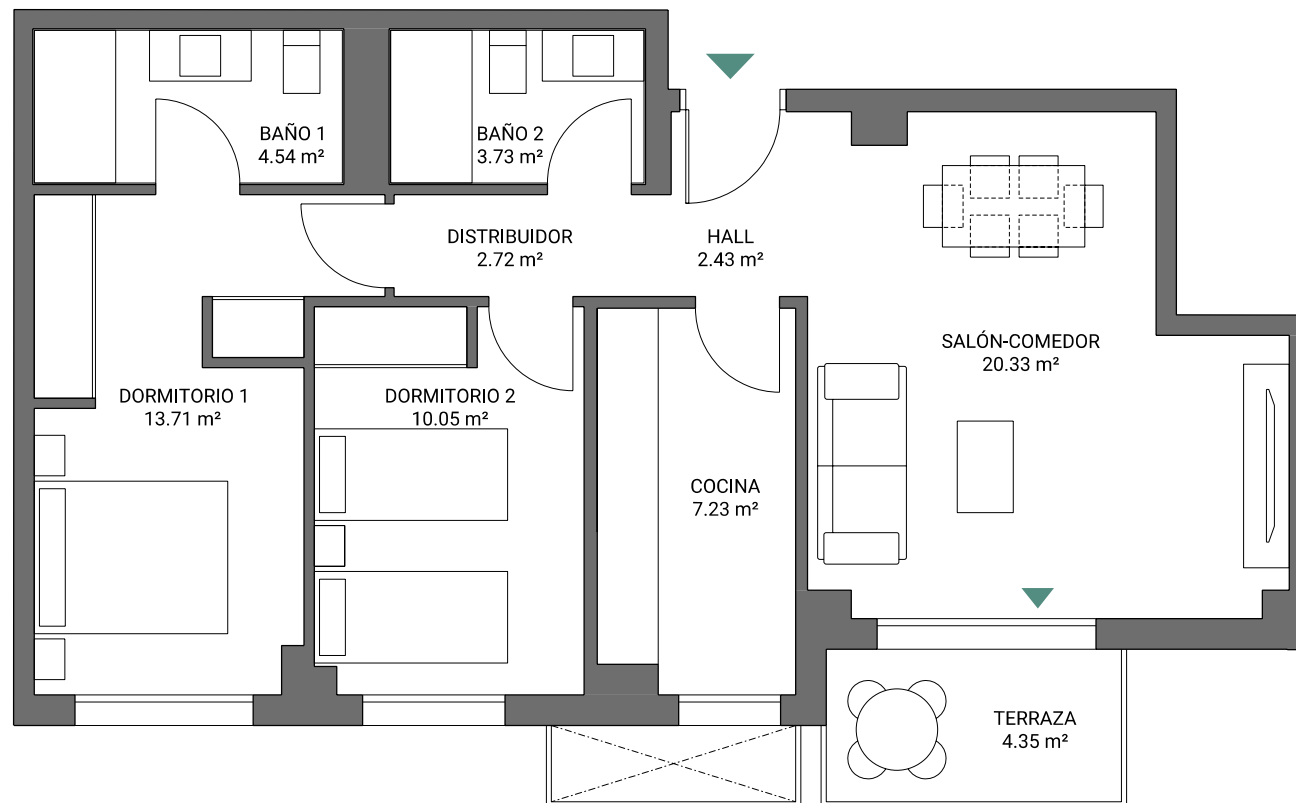 BAÑO 1
4.54 m²
BAÑO 2
3.73 m²
DISTRIBUIDOR
2.72 m²
HALL
2.43 m²
SALÓN-COMEDOR
20.33 m²
DORMITORIO 1
13.71 m²
DORMITORIO 2
10.05 m²
COCINA
7.23 m²
TERRAZA
4.35 m²